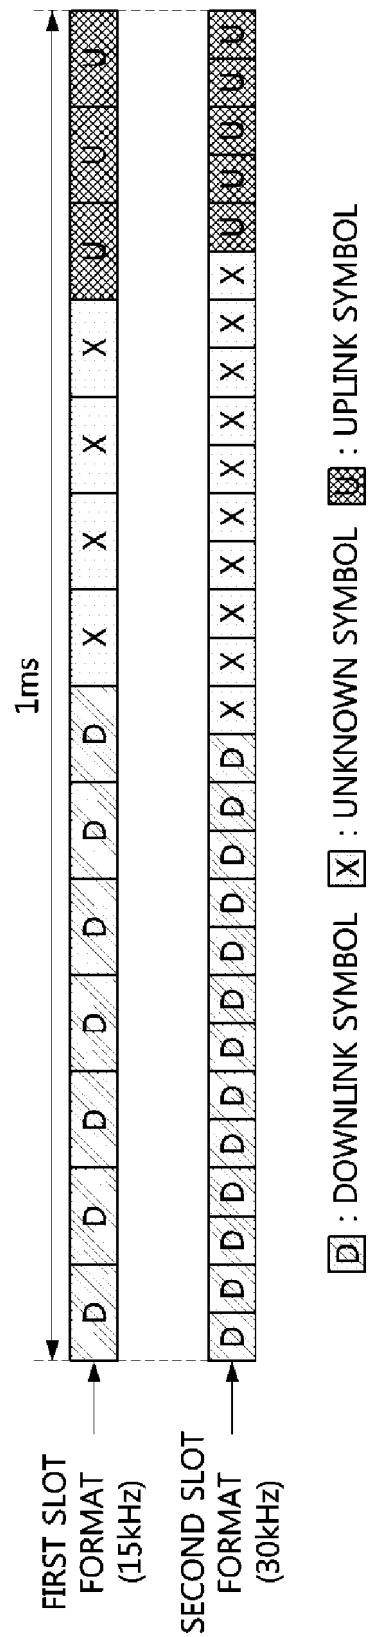 1ms
FIRST SLOT
FORMAT
(15kHz)
D D D D D D D X X X X U U U
SECOND SLOT
FORMAT
(30kHz)
D D D D D D D D D D D D D X X X X X X X X X X U U U U U
D : DOWNLINK SYMBOL X : UNKNOWN SYMBOL U : UPLINK SYMBOL